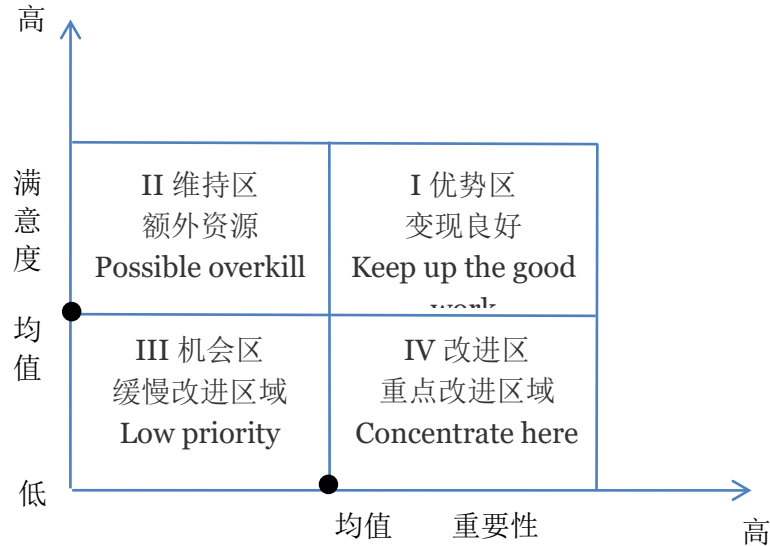 高
满
意
度
均
值
低
II 维持区
额外资源
Possible overkill
I 优势区
变现良好
Keep up the good
work
III 机会区
缓慢改进区域
Low priority
IV 改进区
重点改进区域
Concentrate here
均值
重要性
高